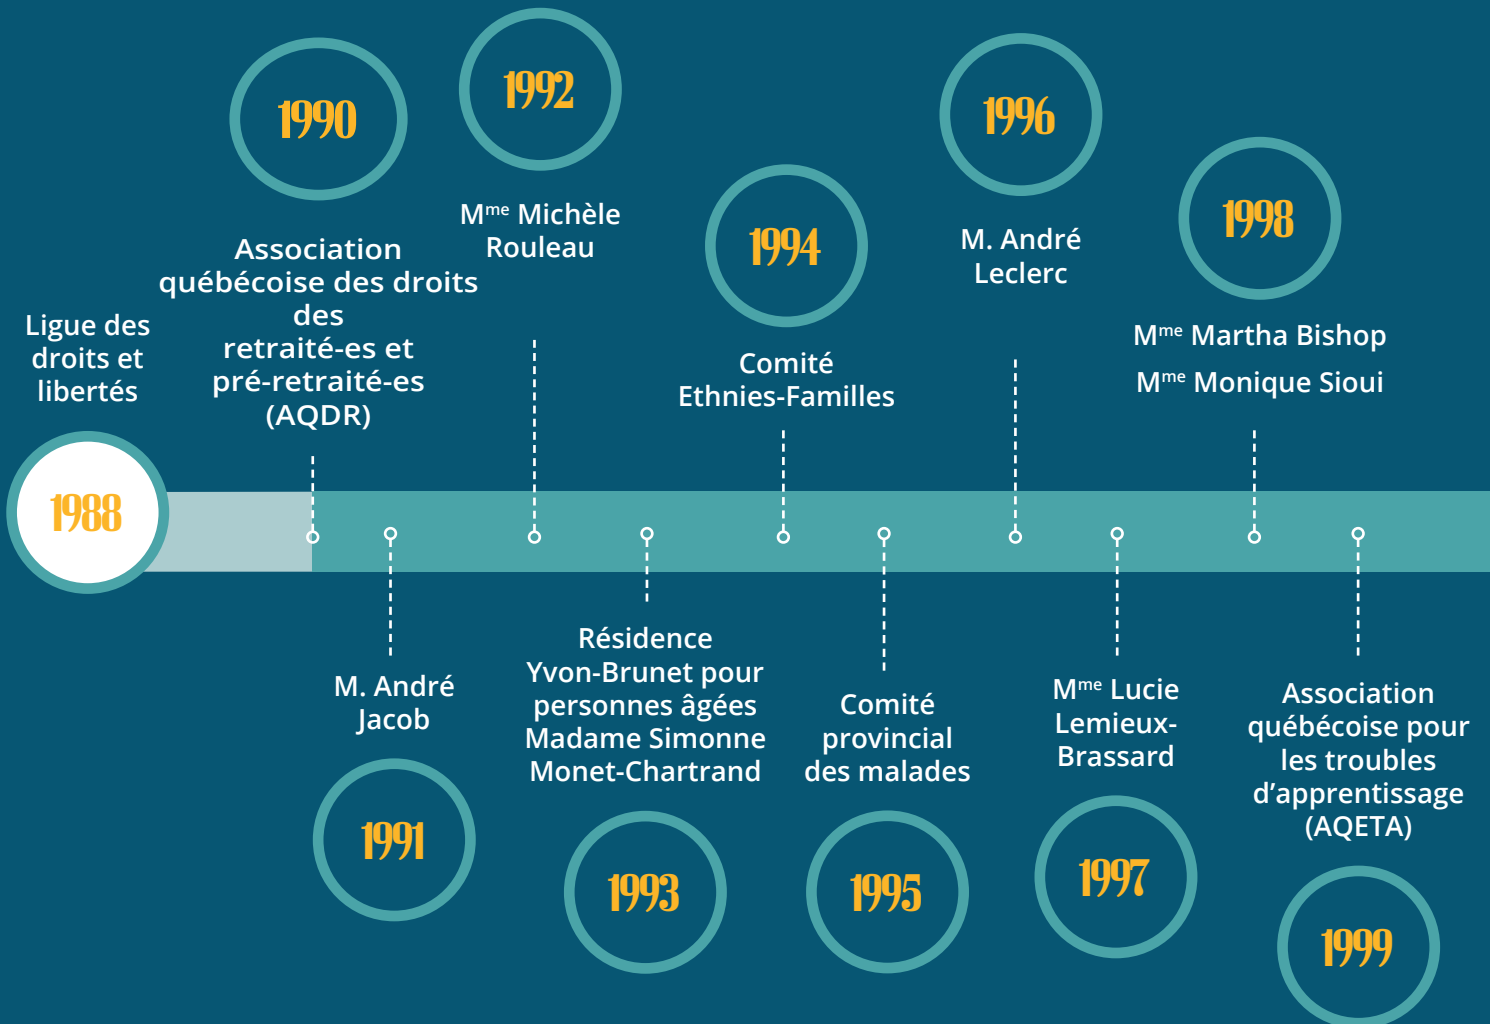 Ligue des
droits et
libertés
1988
1990
Association
québécoise des droits
des
retraité-es et
pré-retraité-es
(AQDR)
M. André
Jacob
1991
1992
Mme Michèle
Rouleau
Résidence
Yvon-Brunet pour
personnes âgées
Madame Simonne
Monet-Chartrand
1993
1994
Comité
Ethnies-Familles
Comité
provincial
des malades
1995
1996
M. André
Leclerc
Mme Lucie
Lemieux-
Brassard
1997
1998
Mme Martha Bishop
Mme Monique Sioui
Association
québécoise pour
les troubles
d’apprentissage
(AQETA)
1999